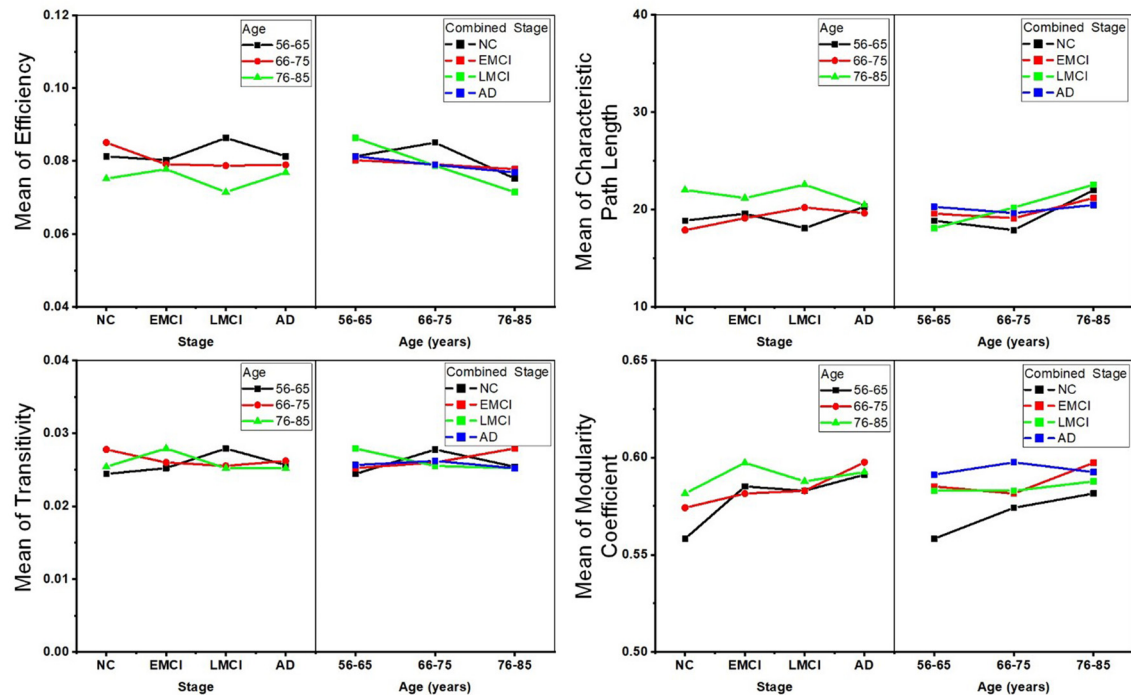 Mean of Efficiency
0.12
0.10
0.08
0.06
0.04
Age
56-65
66-75
76-85
NC EMCI LMCI AD
Stage
Combined Stage
NC
EMCI
LMCI
AD
56-65 66-75 76-85
Age (years)
Mean of Characteristic
Path Length
40
30
20
10
Age
56-65
66-75
76-85
NC EMCI LMCI AD
Stage
Combined Stage
NC
EMCI
LMCI
AD
56-65 66-75 76-85
Age (years)
Mean of Transitivity
0.04
0.03
0.02
0.01
0.00
Age
56-65
66-75
76-85
NC EMCI LMCI AD
Stage
Combined Stage
NC
EMCI
LMCI
AD
56-65 66-75 76-85
Age (years)
Mean of Modularity
Coefficient
0.65
0.60
0.55
0.50
Age
56-65
66-75
76-85
NC EMCI LMCI AD
Stage
Combined Stage
NC
EMCI
LMCI
AD
56-65 66-75 76-85
Age (years)